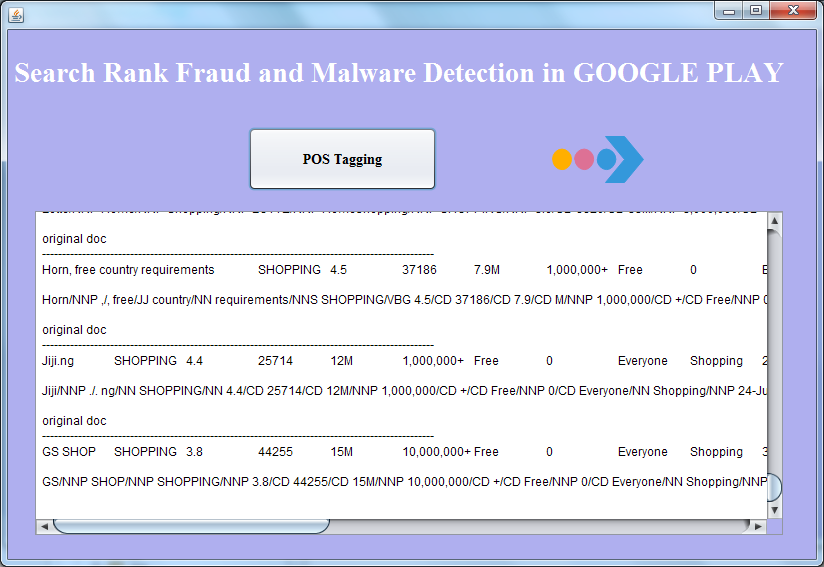 Search Rank Fraud and Malware Detection in GOOGLE PLAY
POS Tagging
original doc
--------------------------------------------------------------------------------------------------
Horn, free country requirements SHOPPING 4.5 37186 7.9M 1,000,000+ Free 0 E
Horn/NNP ,/, free/JJ country/NN requirements/NNS SHOPPING/VBG 4.5/CD 37186/CD 7.9/CD M/NNP 1,000,000/CD +/CD Free/NNP 0
original doc
--------------------------------------------------------------------------------------------------
Jiji.ng SHOPPING 4.4 25714 12M 1,000,000+ Free 0 Everyone Shopping 2
Jiji/NNP ./. ng/NN SHOPPING/NN 4.4/CD 25714/CD 12M/NNP 1,000,000/CD +/CD Free/NNP 0/CD Everyone/NN Shopping/NNP 24-Ju
original doc
--------------------------------------------------------------------------------------------------
GS SHOP SHOPPING 3.8 44255 15M 10,000,000+ Free 0 Everyone Shopping 3
GS/NNP SHOP/NNP SHOPPING/NNP 3.8/CD 44255/CD 15M/NNP 10,000,000/CD +/CD Free/NNP 0/CD Everyone/NN Shopping/NNP